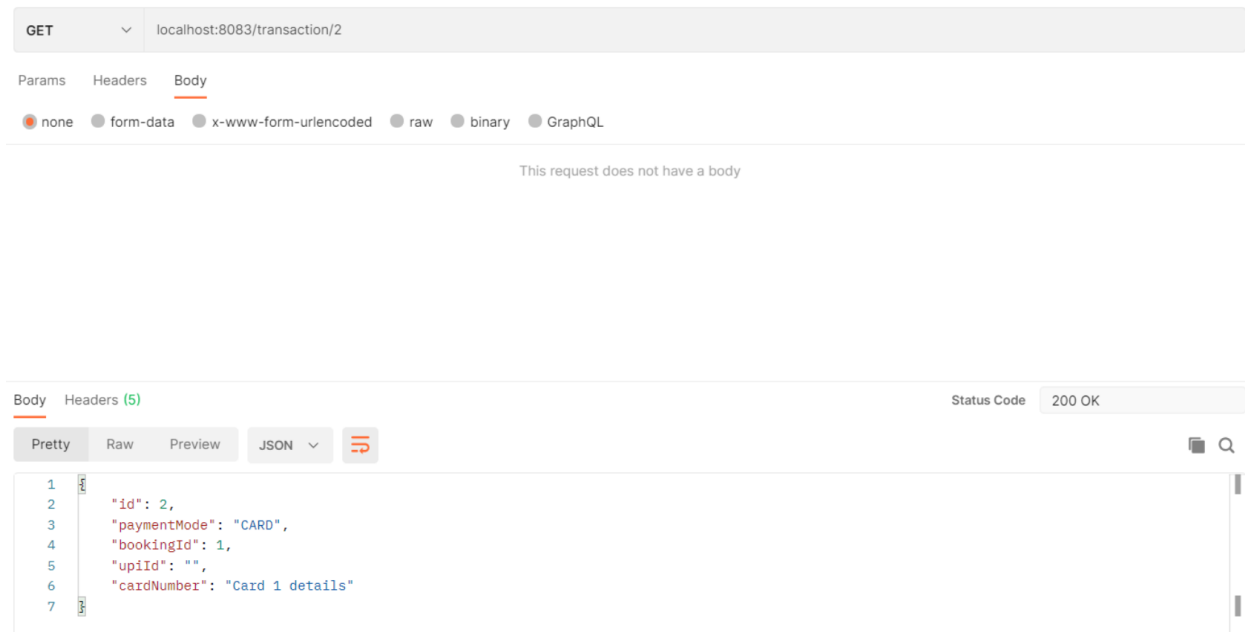 GET localhost:8083/transaction/2
Params Headers Body
none form-data x-www-form-urlencoded raw binary GraphQL
This request does not have a body
Body Headers (5) Status Code 200 OK
Pretty Raw Preview JSON
1 {
2 "id": 2,
3 "paymentMode": "CARD",
4 "bookingId": 1,
5 "upiId": "",
6 "cardNumber": "Card 1 details"
7 }